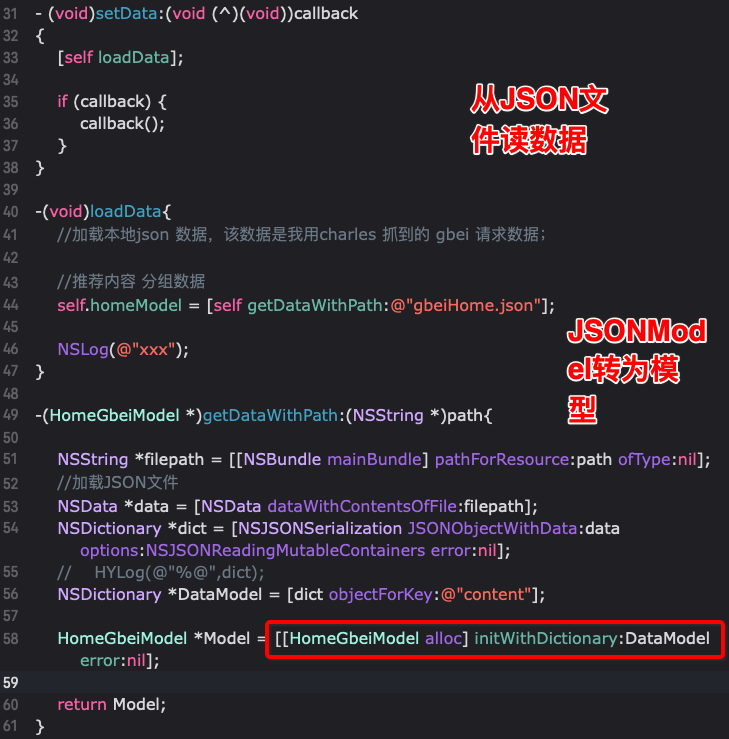 31 - (void)setData:(void (^)(void))callback
32 {
33 [self loadData];
34
35 if (callback) {
36 callback();
37 }
38 }
39
40 -(void)loadData{
41 //加载本地json 数据，该数据是我用charles 抓到的 gbei 请求数据；
42
43 //推荐内容 分组数据
44 self.homeModel = [self getDataWithPath:@"gbeiHome.json"];
45
46 NSLog(@"xxx");
47 }
48
49 -(HomeGbeiModel *)getDataWithPath:(NSString *)path{
50
51 NSString *filepath = [[NSBundle mainBundle] pathForResource:path ofType:nil];
52 //加载JSON文件
53 NSData *data = [NSData dataWithContentsOfFile:filepath];
54 NSDictionary *dict = [NSJSONSerialization JSONObjectWithData:data
options:NSJSONReadingMutableContainers error:nil];
55 // HYLog(@"%@",dict);
56 NSDictionary *DataModel = [dict objectForKey:@"content"];
57
58 HomeGbeiModel *Model = [[HomeGbeiModel alloc] initWithDictionary:DataModel
error:nil];
59
60 return Model;
61 }
从JSON文
件读数据
JSONMod
el转为模
型